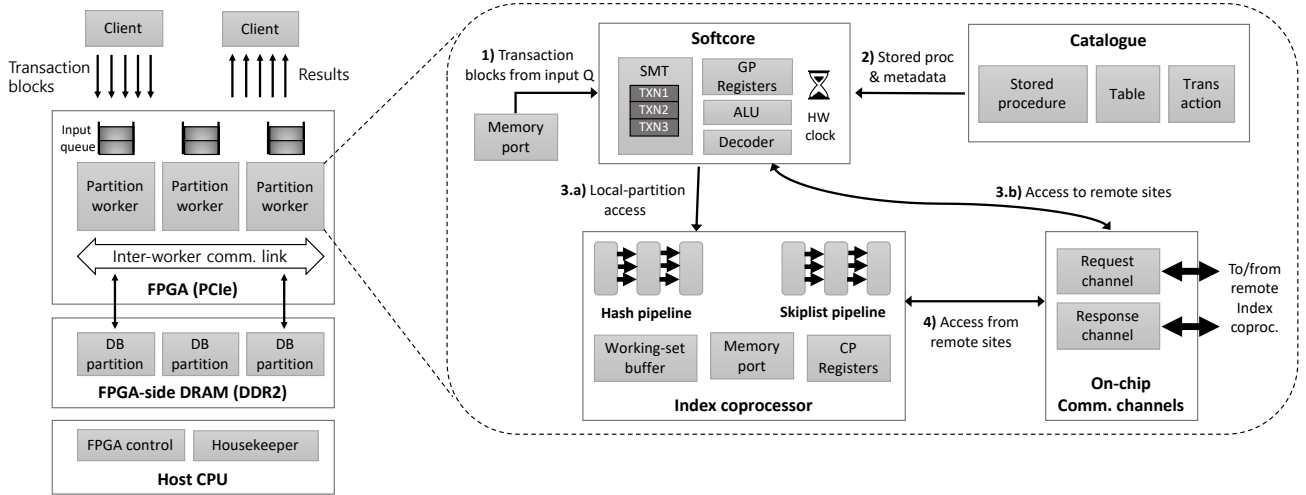 Client
Client
Transaction
blocks
Results
Input
queue
Partition
worker
Partition
worker
Partition
worker
Inter-worker comm. link
FPGA (PCIe)
DB
partition
DB
partition
DB
partition
FPGA-side DRAM (DDR2)
FPGA control
Housekeeper
Host CPU
1) Transaction
blocks from input Q
Memory
port
Softcore
SMT
TXN1
TXN2
TXN3
GP
Registers
ALU
Decoder
HW
clock
2) Stored proc
& metadata
Catalogue
Stored
procedure
Table
Trans
action
3.a) Local-partition
access
3.b) Access to remote sites
Hash pipeline
Skiplist pipeline
Working-set
buffer
Memory
port
CP
Registers
Index coprocessor
4) Access from
remote sites
Request
channel
Response
channel
On-chip
Comm. channels
To/from
remote
Index
coproc.